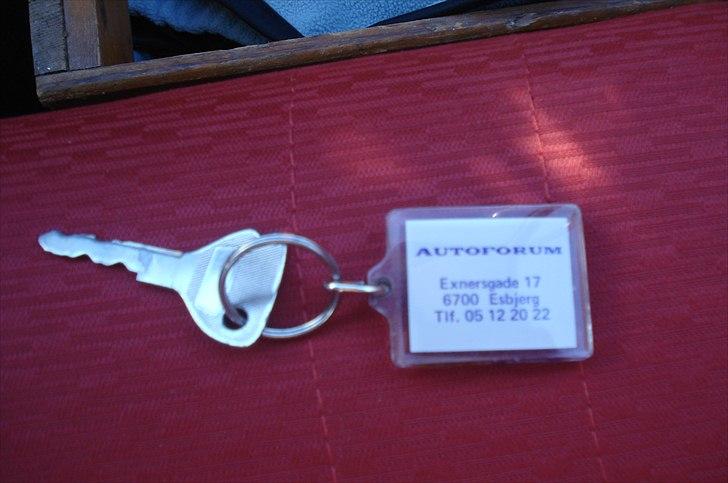 AUTOFORUM
Exnersgade 17
6700 Esbjerg
Tlf. 05 12 20 22